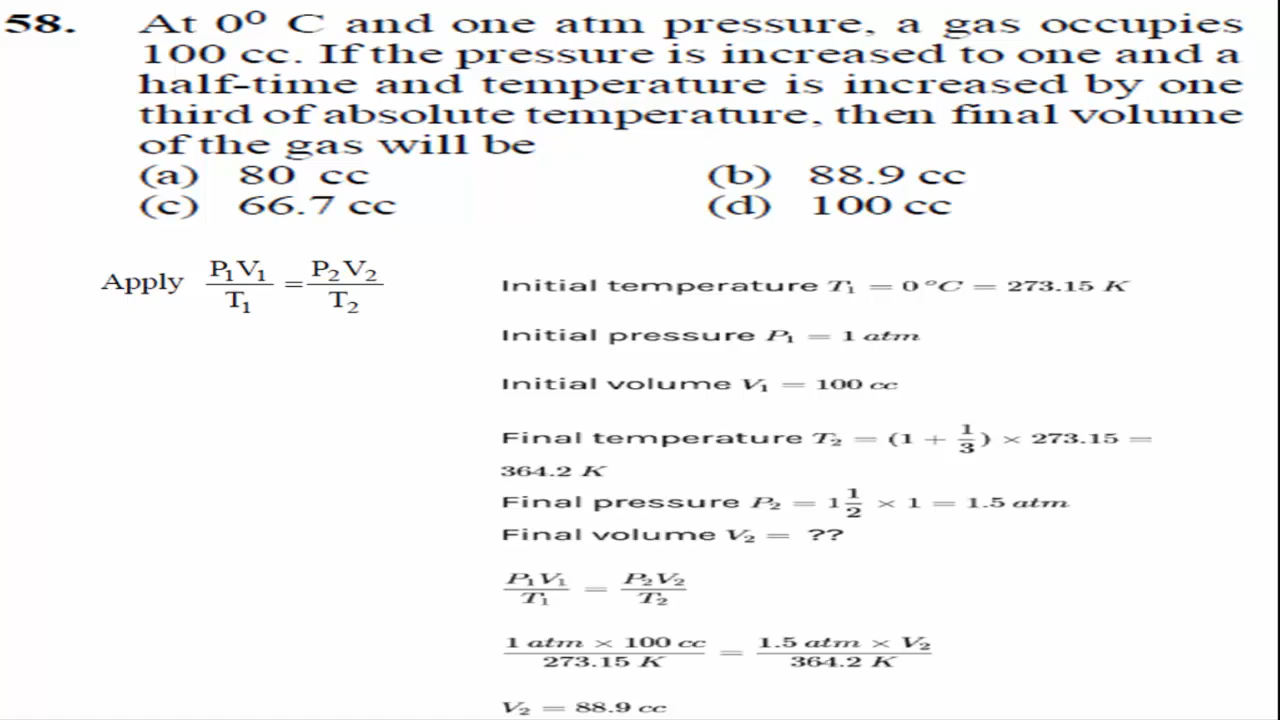 58. At 0⁰ C and one atm pressure, a gas occupies
100 cc. If the pressure is increased to one and a
half-time and temperature is increased by one
third of absolute temperature, then final volume
of the gas will be
(a) 80 cc (b) 88.9 cc
(c) 66.7 cc (d) 100 cc
Apply P₁V₁/T₁ = P₂V₂/T₂
Initial temperature T₁ = 0 °C = 273.15 K
Initial pressure P₁ = 1 atm
Initial volume V₁ = 100 cc
Final temperature T₂ = (1 + 1/3) × 273.15 =
364.2 K
Final pressure P₂ = 1 1/2 × 1 = 1.5 atm
Final volume V₂ = ??
P₁V₁/T₁ = P₂V₂/T₂
1 atm × 100 cc/273.15 K = 1.5 atm × V₂/364.2 K
V₂ = 88.9 cc